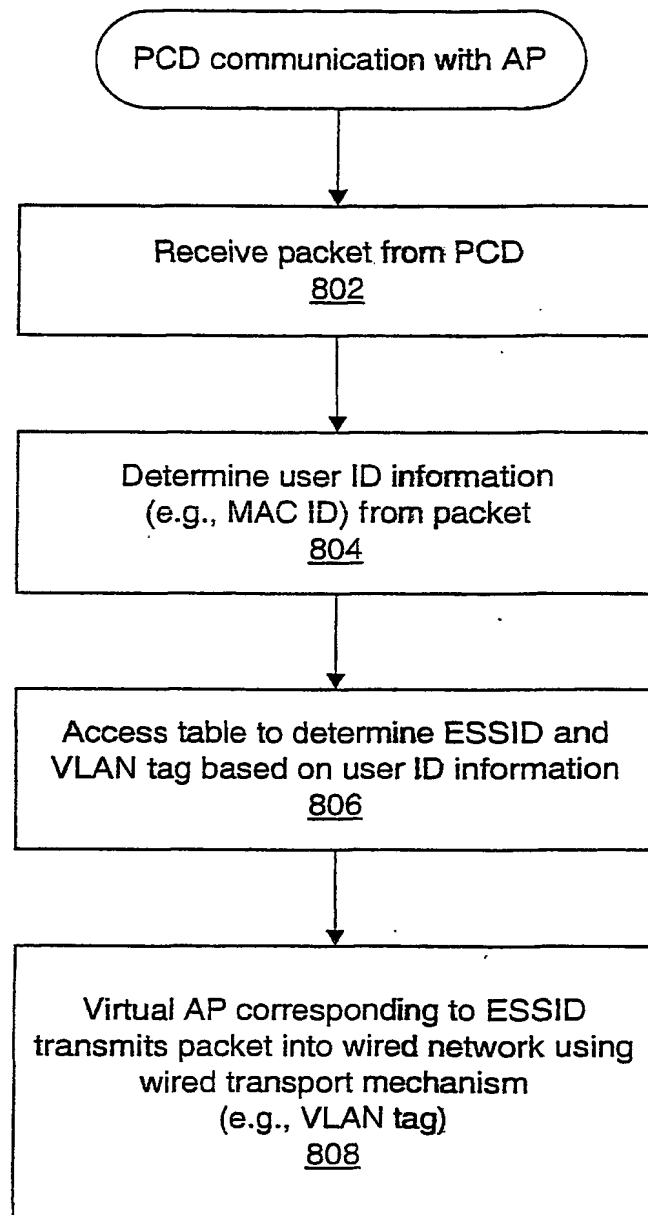 PCD communication with AP
Receive packet from PCD
802
Determine user ID information
(e.g., MAC ID) from packet
804
Access table to determine ESSID and
VLAN tag based on user ID information
806
Virtual AP corresponding to ESSID
transmits packet into wired network using
wired transport mechanism
(e.g., VLAN tag)
808